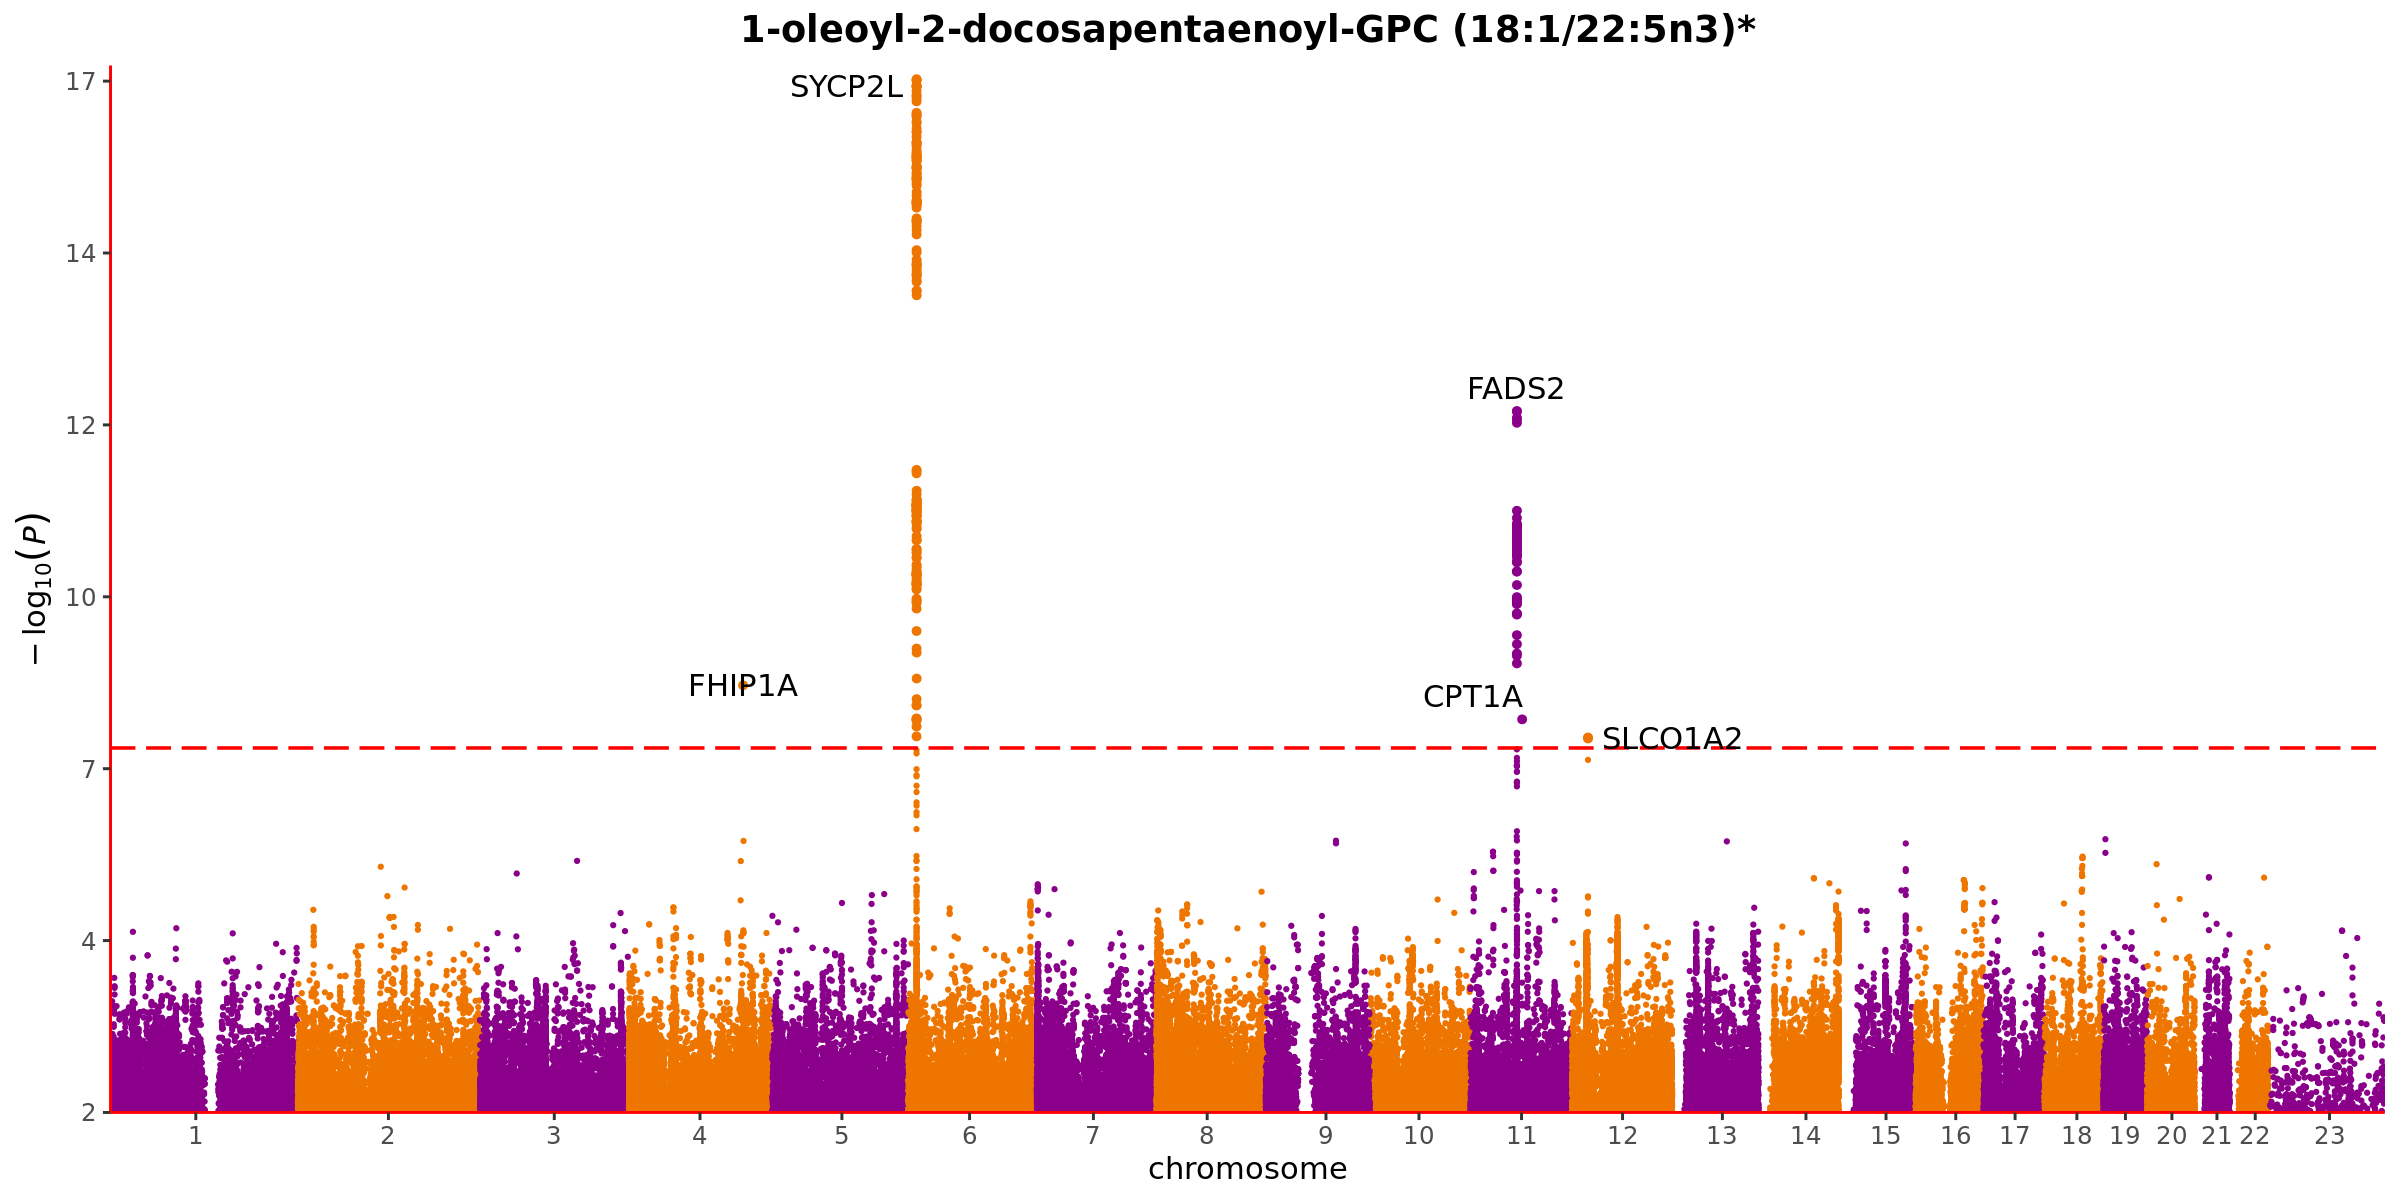 1-oleoyl-2-docosapentaenoyl-GPC (18:1/22:5n3)*
17
SYCP2L
14
FADS2
12
− log10(P)
10
FHIP1A
CPT1A
SLCO1A2
7
4
2
1 2 3 4 5 6 7 8 9 10 11 12 13 14 15 16 17 18 19 20 21 22 23
chromosome